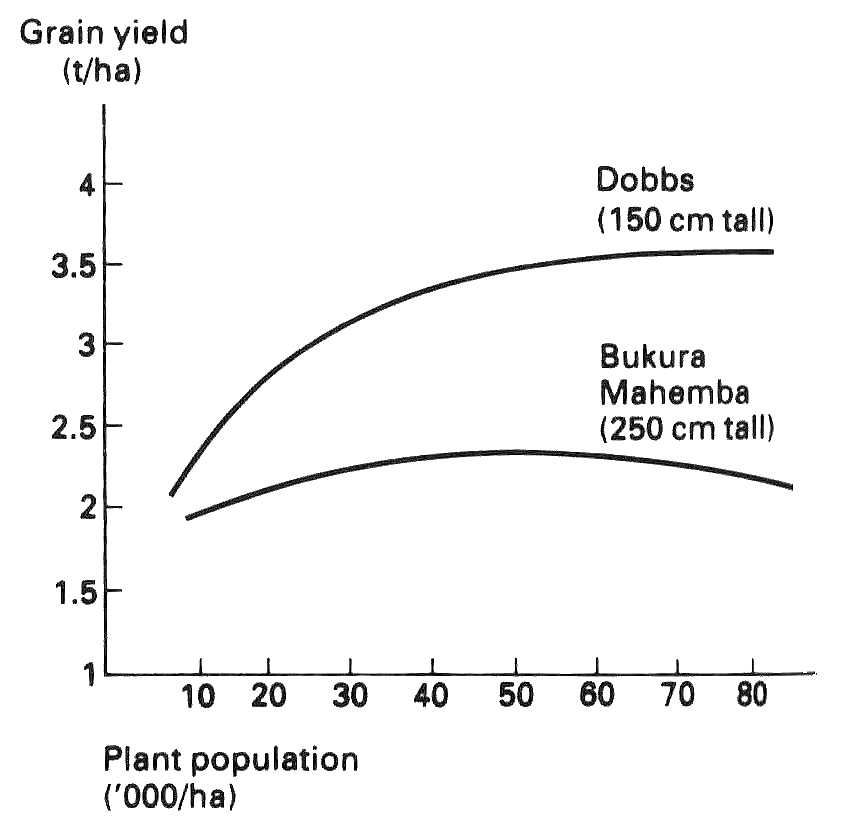 Grain yield
(t/ha)
4
3.5
3
2.5
2
1.5
1
Dobbs
(150 cm tall)
Bukura
Mahemba
(250 cm tall)
10 20 30 40 50 60 70 80
Plant population
('000/ha)